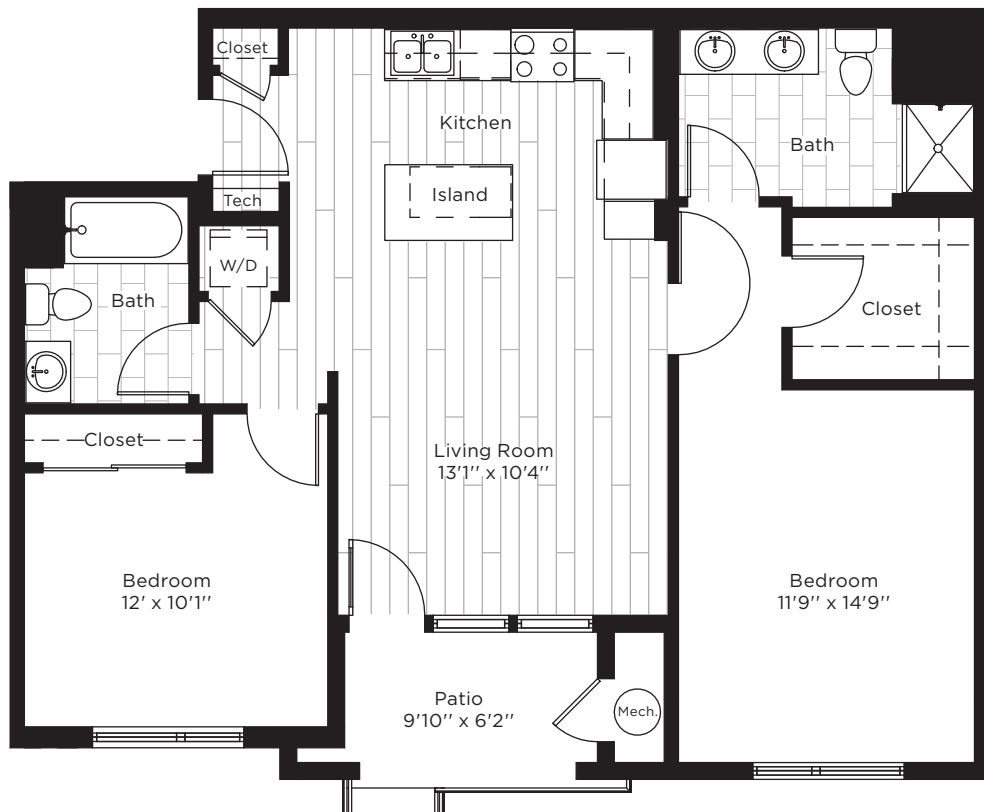 Closet
Kitchen
Bath
Island
Tech
W/D
Bath
Closet
Closet
Living Room
13'1'' x 10'4''
Bedroom
12' x 10'1''
Bedroom
11'9'' x 14'9''
Patio
9'10'' x 6'2''
Mech.